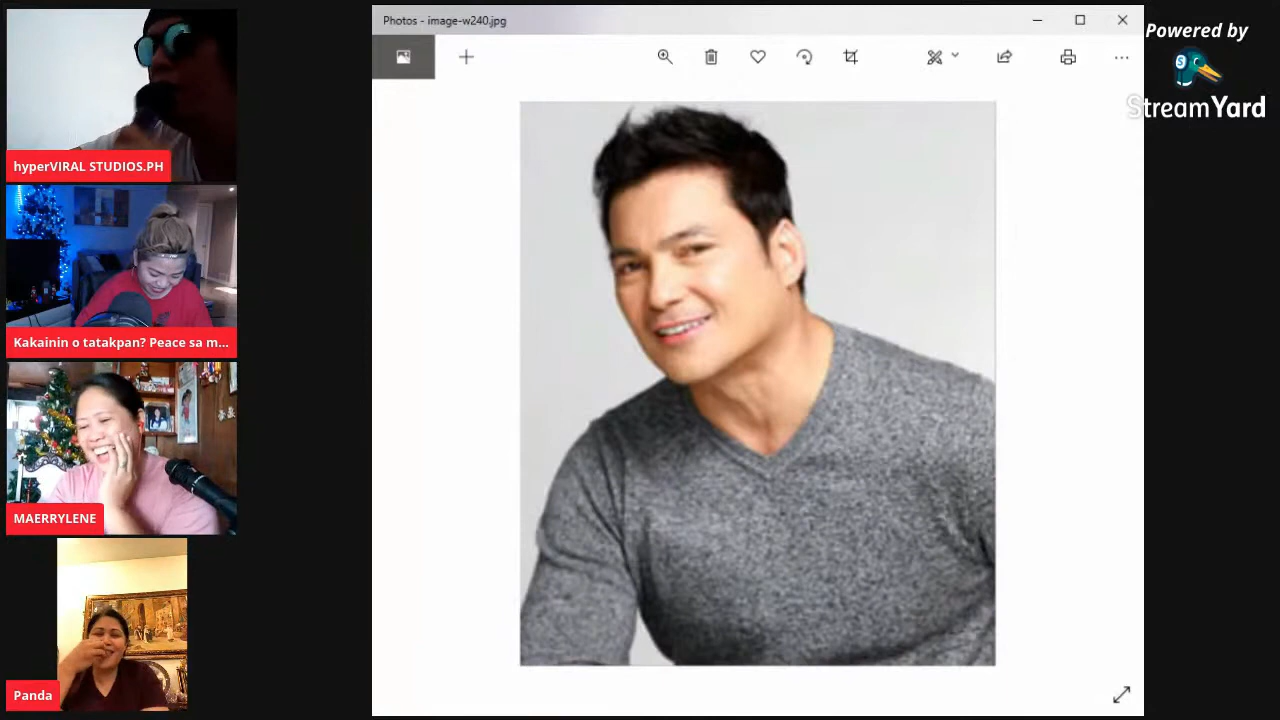 Photos - image-w240.jpg
Powered by
StreamYard
hyperVIRAL STUDIOS.PH
Kakainin o tatakpan? Peace sa m...
MAERRYLENE
Panda